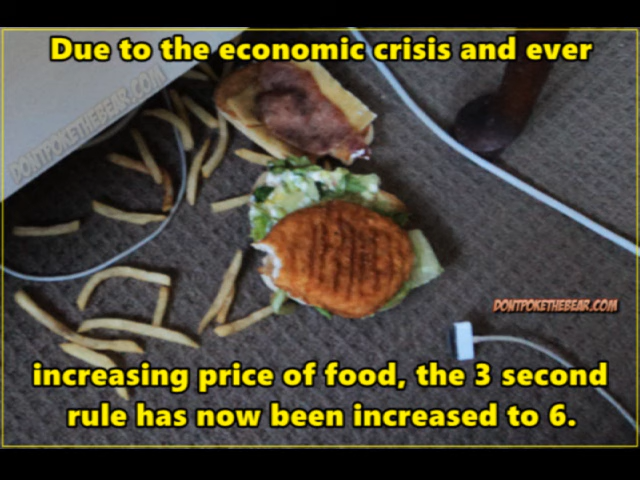 Due to the economic crisis and ever
DONTPOKETHEBEAR.COM
DONTPOKETHEBEAR.COM
increasing price of food, the 3 second
rule has now been increased to 6.